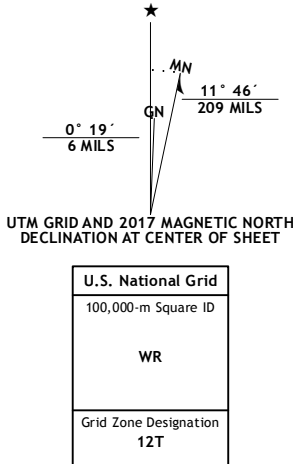 ★
MN
11° 46´
209 MILS
GN
0° 19´
6 MILS
UTM GRID AND 2017 MAGNETIC NORTH
DECLINATION AT CENTER OF SHEET
U.S. National Grid
100,000-m Square ID
WR
Grid Zone Designation
12T